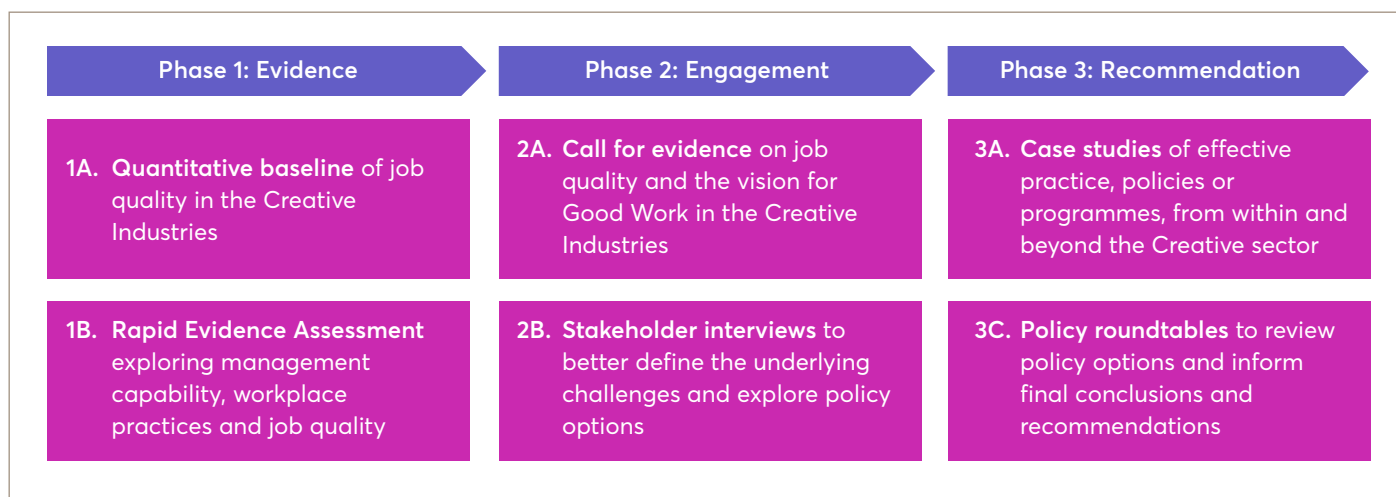 Phase 1: Evidence
Phase 2: Engagement
Phase 3: Recommendation
1A. Quantitative baseline of job
quality in the Creative
Industries
2A. Call for evidence on job
quality and the vision for
Good Work in the Creative
Industries
3A. Case studies of effective
practice, policies or
programmes, from within and
beyond the Creative sector
1B. Rapid Evidence Assessment
exploring management
capability, workplace
practices and job quality
2B. Stakeholder interviews to
better define the underlying
challenges and explore policy
options
3C. Policy roundtables to review
policy options and inform
final conclusions and
recommendations